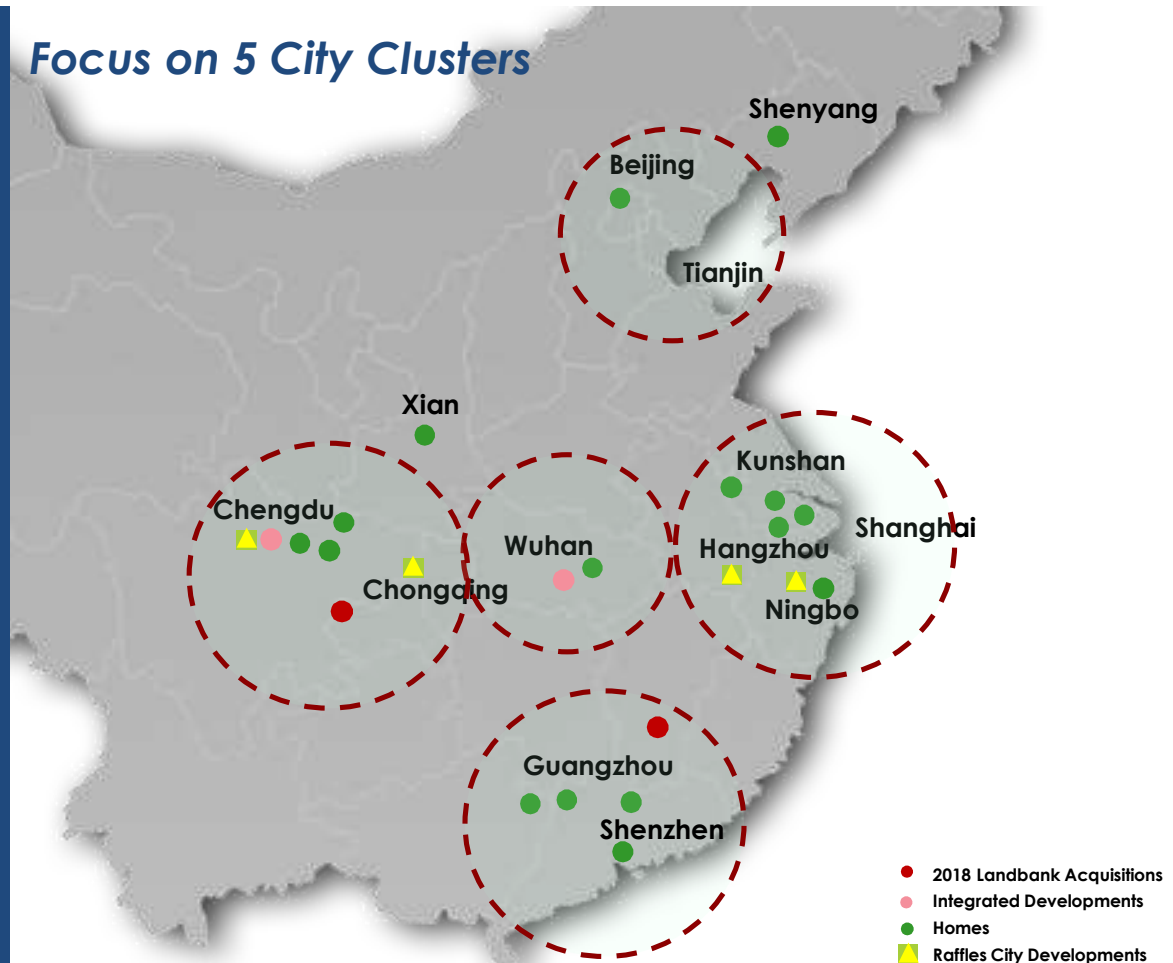 Focus on 5 City Clusters
Shenyang
Beijing
Tianjin
Xian
Kunshan
Chengdu
Shanghai
Wuhan
Hangzhou
Chongqing
Ningbo
Guangzhou
Shenzhen
2018 Landbank Acquisitions
Integrated Developments
Homes
Raffles City Developments